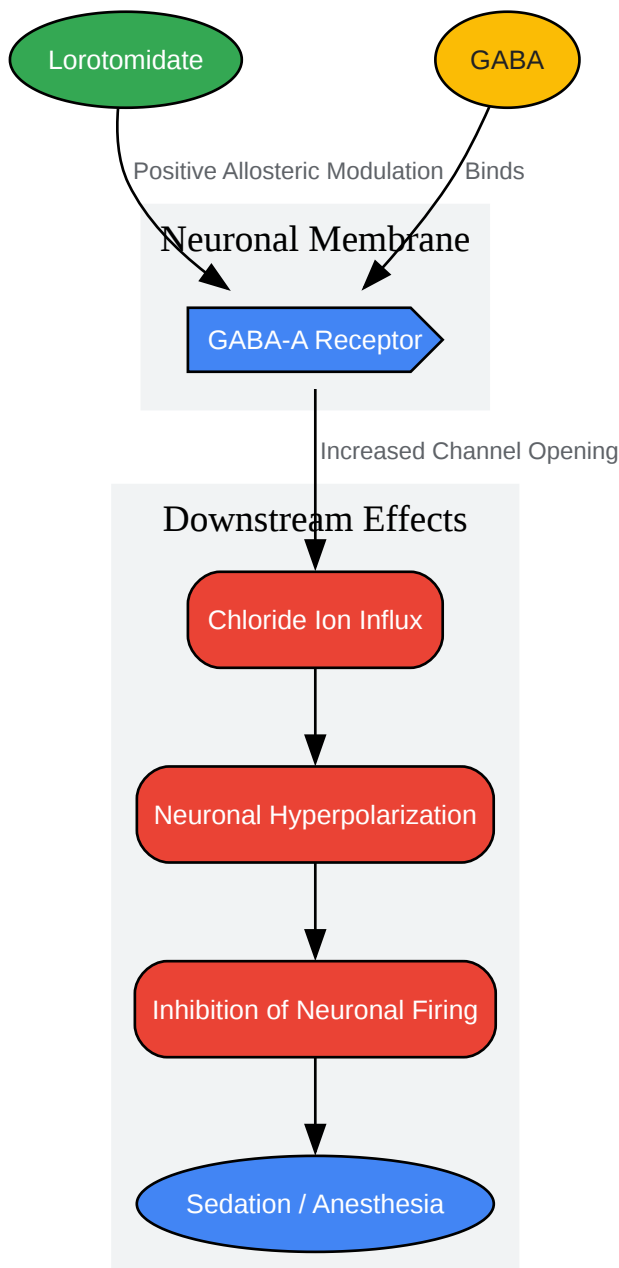 Lorotomidate
GABA
Positive Allosteric Modulation
Binds
Neuronal Membrane
GABA-A Receptor
Increased Channel Opening
Downstream Effects
Chloride Ion Influx
Neuronal Hyperpolarization
Inhibition of Neuronal Firing
Sedation / Anesthesia